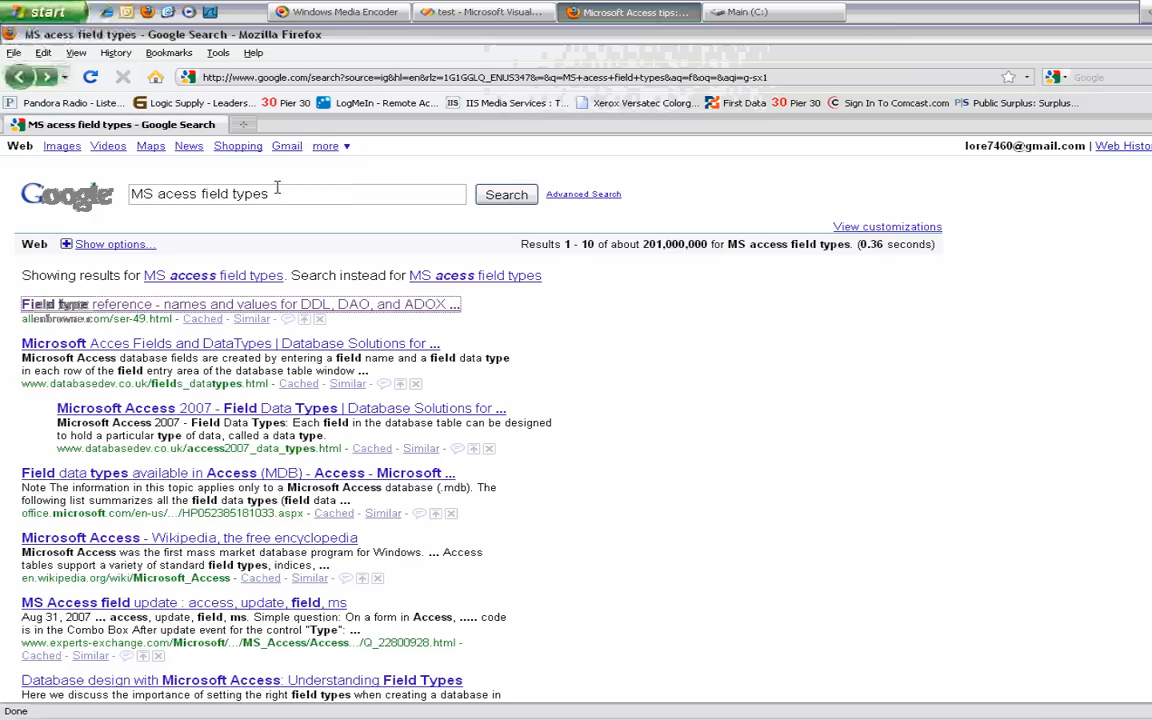 start Windows Media Encoder test - Microsoft Visual... Microsoft Access tips:... Main (C:)
MS acess field types - Google Search - Mozilla Firefox
File Edit View History Bookmarks Tools Help
http://www.google.com/search?source=ig&hl=en&rlz=1G1GGLQ_ENUS347&=&q=MS+acess+field+types&aq=f&oq=&aqi=g-sx1 Google
Pandora Radio - Liste... Logic Supply - Leaders... 30 Pier 30 LogMeIn - Remote Ac... IIS Media Services : T... Xerox Versatec Colorg... First Data 30 Pier 30 Sign In To Comcast.com P|S Public Surplus: Surplus...
MS acess field types - Google Search
Web Images Videos Maps News Shopping Gmail more ▼ lore7460@gmail.com | Web Histo
Google MS acess field types Search Advanced Search
View customizations
Web Show options... Results 1 - 10 of about 201,000,000 for MS access field types. (0.36 seconds)
Showing results for MS access field types. Search instead for MS acess field types
Field type reference - names and values for DDL, DAO, and ADOX ...
.com/ser-49.html - Cached - Similar -
Microsoft Acces Fields and DataTypes | Database Solutions for ...
Microsoft Access database fields are created by entering a field name and a field data type
in each row of the field entry area of the database table window ...
www.databasedev.co.uk/fields_datatypes.html - Cached - Similar -
Microsoft Access 2007 - Field Data Types | Database Solutions for ...
Microsoft Access 2007 - Field Data Types: Each field in the database table can be designed
to hold a particular type of data, called a data type.
www.databasedev.co.uk/access2007_data_types.html - Cached - Similar -
Field data types available in Access (MDB) - Access - Microsoft ...
Note The information in this topic applies only to a Microsoft Access database (.mdb). The
following list summarizes all the field data types (field data ...
office.microsoft.com/en-us/.../HP052385181033.aspx - Cached - Similar -
Microsoft Access - Wikipedia, the free encyclopedia
Microsoft Access was the first mass market database program for Windows. ... Access
tables support a variety of standard field types, indices, ...
en.wikipedia.org/wiki/Microsoft_Access - Cached - Similar -
MS Access field update : access, update, field, ms
Aug 31, 2007 ... access, update, field, ms. Simple question: On a form in Access, ..... code
is in the Combo Box After update event for the control "Type": ...
www.experts-exchange.com/Microsoft/.../MS_Access/Access.../Q_22800928.html -
Cached - Similar -
Database design with Microsoft Access: Understanding Field Types
Here we discuss the importance of setting the right field types when creating a database in
Done